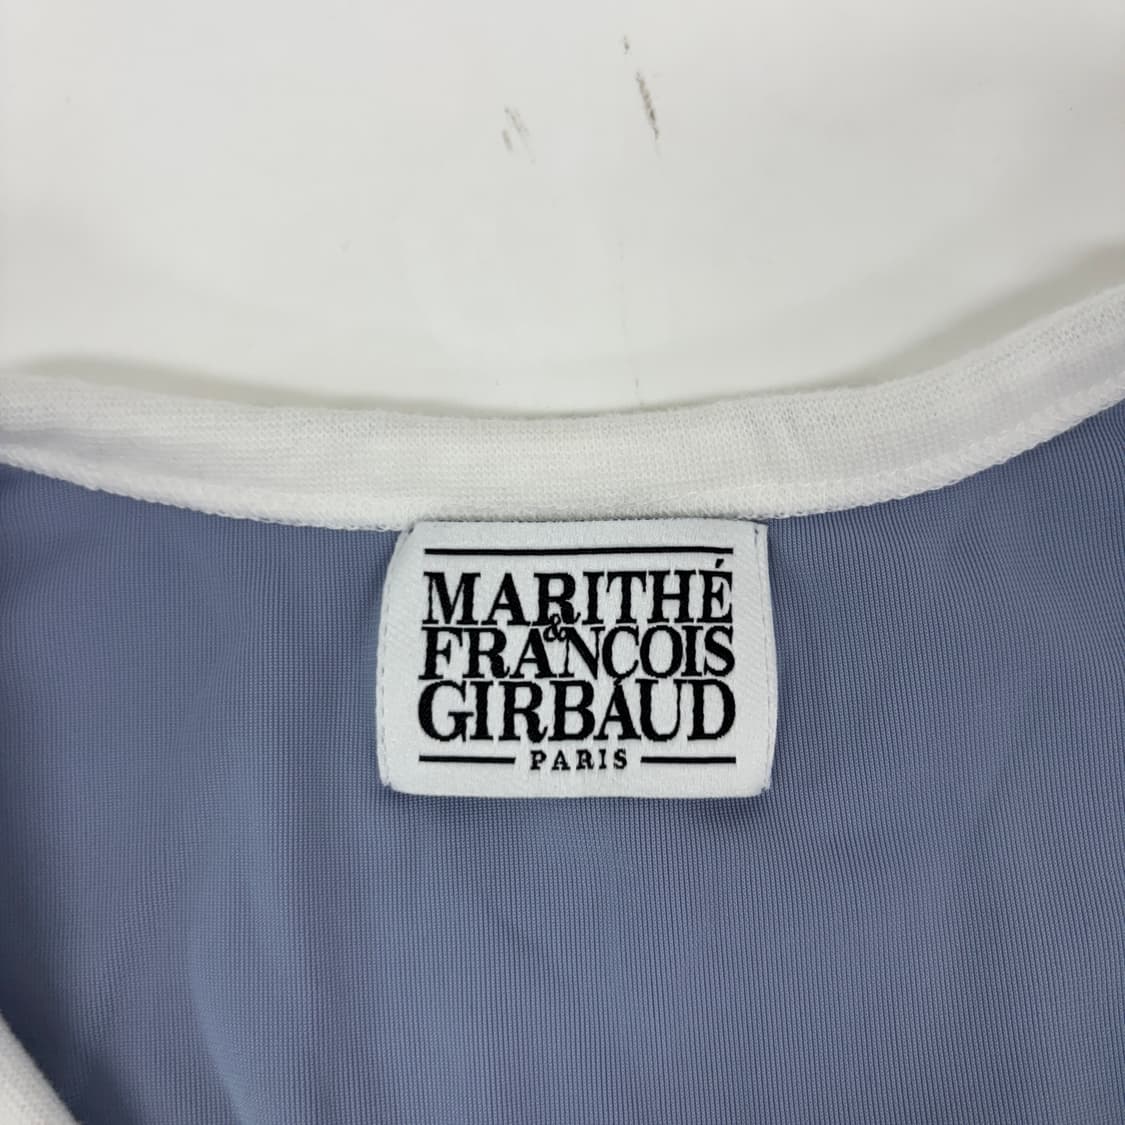 MARITHÉ
&
FRANÇOIS
GIRBAUD
PARIS